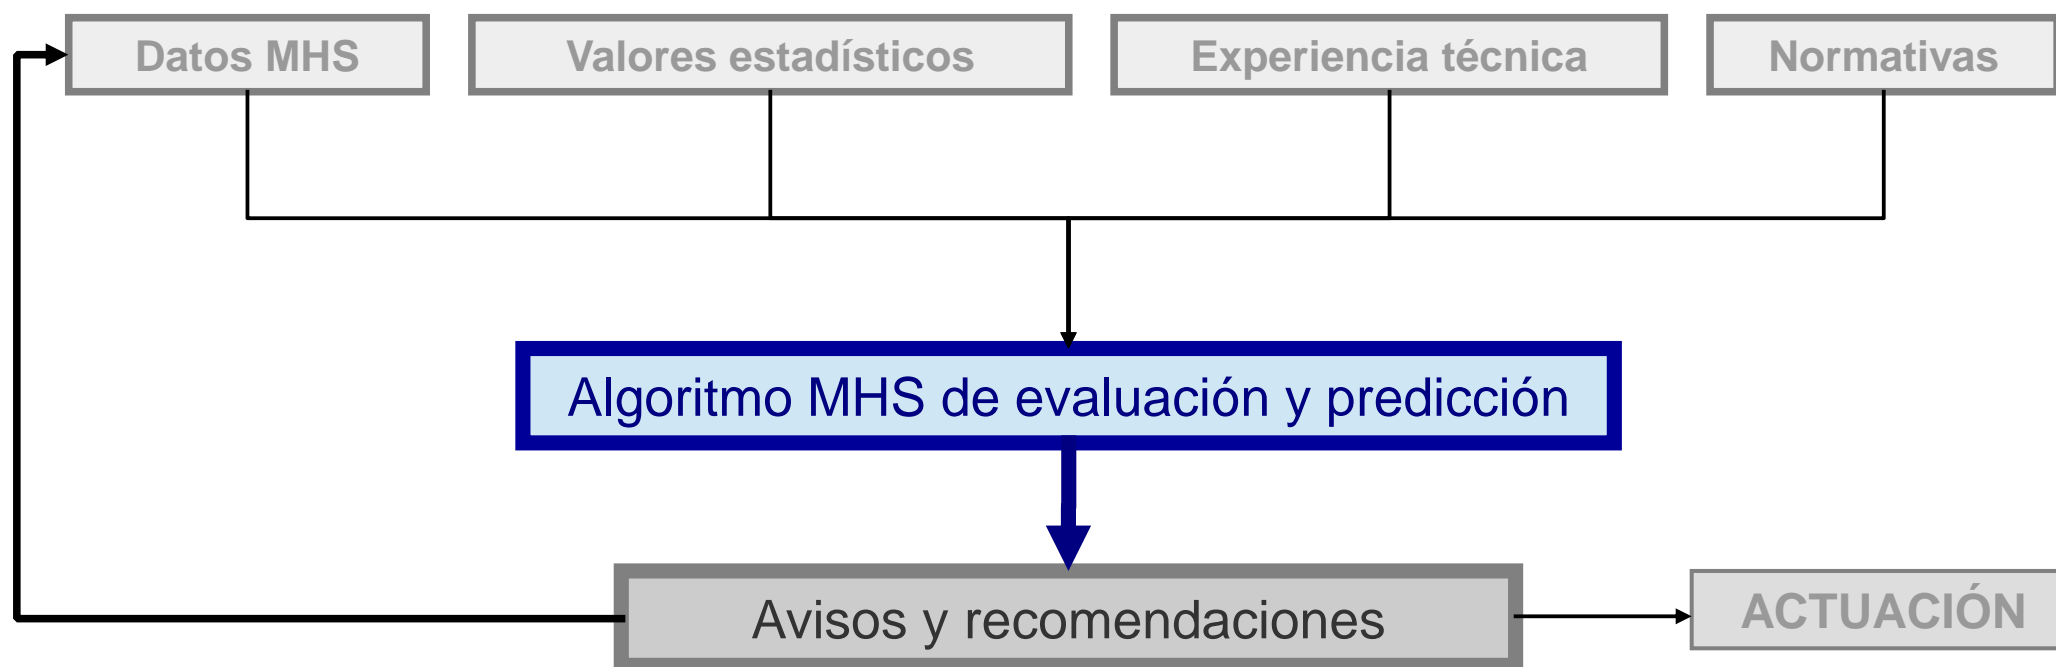 Datos MHS
Valores estadísticos
Experiencia técnica
Normativas
Algoritmo MHS de evaluación y predicción
Avisos y recomendaciones
ACTUACIÓN